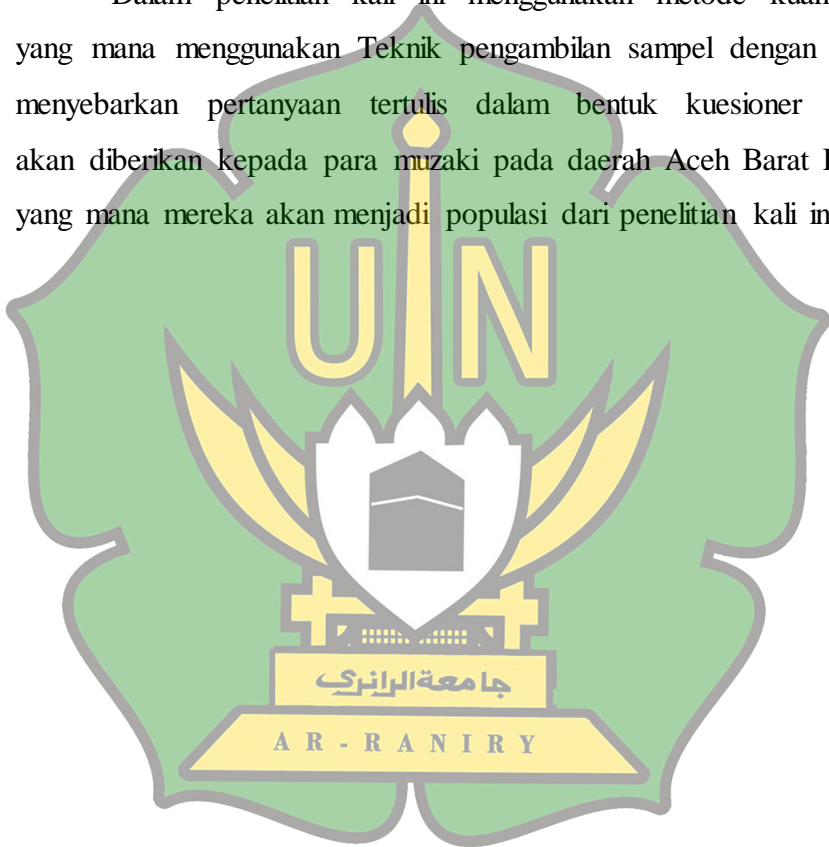 Dalam penelitian kali ini menggunakan metode
yang mana menggunakan Teknik pengambilan sampel dengan
menyebarkan pertanyaan tertulis dalam bentuk kuesioner
akan diberikan kepada para muzaki pada daerah Aceh Barat
yang mana mereka akan menjadi populasi dari penelitian kali
UIN
جامعةالرانري
AR-RANIRY